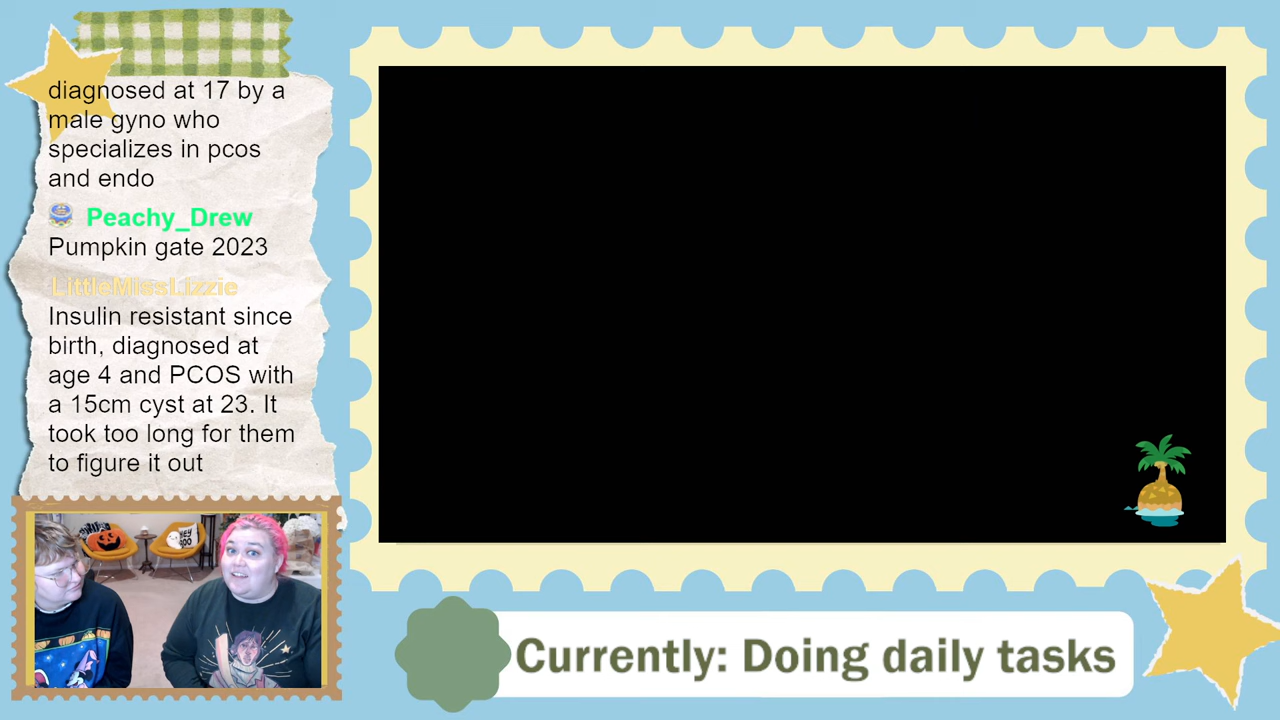 diagnosed at 17 by a
male gyno who
specializes in pcos
and endo
Peachy_Drew
Pumpkin gate 2023
LittleMissLizzie
Insulin resistant since
birth, diagnosed at
age 4 and PCOS with
a 15cm cyst at 23. It
took too long for them
to figure it out
HEY
BOO
Currently: Doing daily tasks